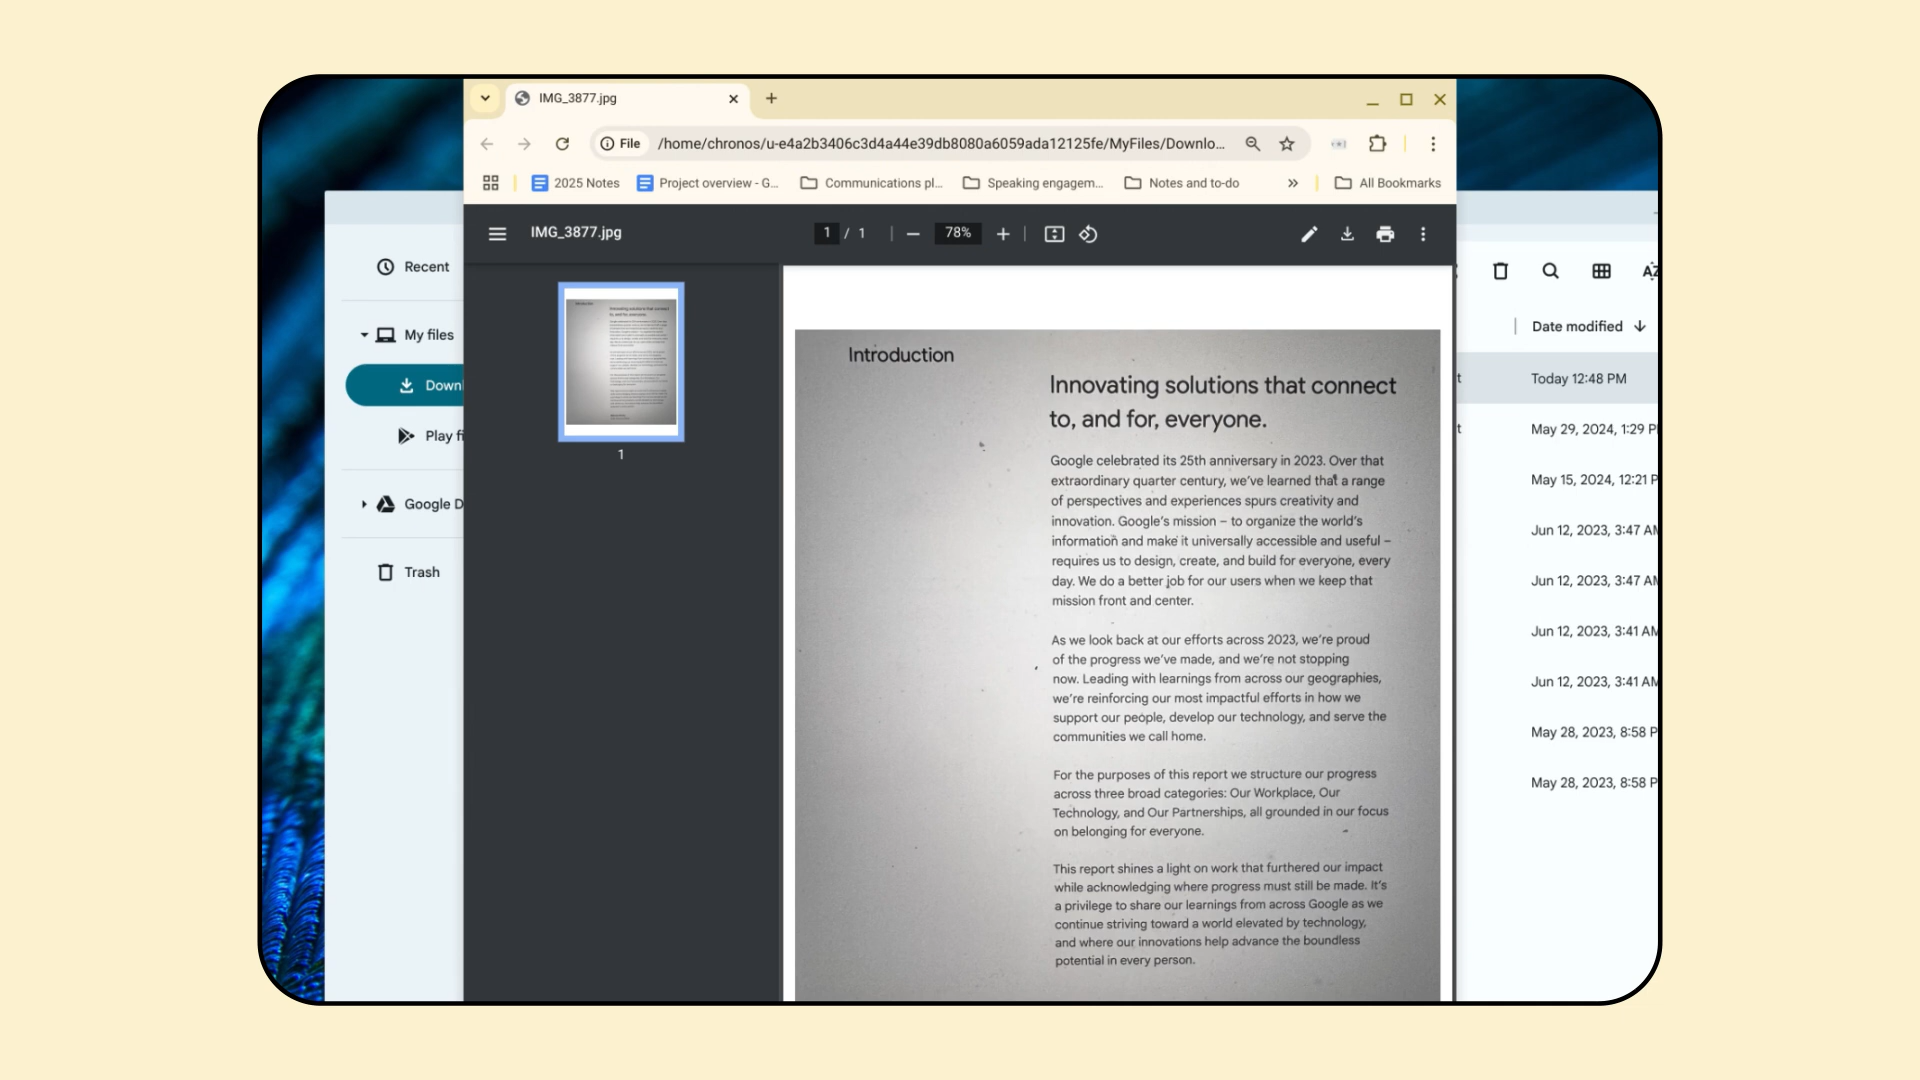 IMG_3877.jpg
File
/home/chronos/u-e4a2b3406c3d4a44e39db8080a6059ada12125fe/MyFiles/Downlo...
2025 Notes
Project overview - G...
Communications pl...
Speaking engagem...
Notes and to-do
All Bookmarks
IMG_3877.jpg
1 / 1
78%
Recent
My files
Downl
Play fi
Google D
Trash
1
Introduction
Innovating solutions that connect
to, and for, everyone.
Google celebrated its 25th anniversary in 2023. Over that
extraordinary quarter century, we've learned that a range
of perspectives and experiences spurs creativity and
innovation. Google's mission – to organize the world's
information and make it universally accessible and useful –
requires us to design, create, and build for everyone, every
day. We do a better job for our users when we keep that
mission front and center.
As we look back at our efforts across 2023, we're proud
of the progress we've made, and we're not stopping
now. Leading with learnings from across our geographies,
we're reinforcing our most impactful efforts in how we
support our people, develop our technology, and serve the
communities we call home.
For the purposes of this report we structure our progress
across three broad categories: Our Workplace, Our
Technology, and Our Partnerships, all grounded in our focus
on belonging for everyone.
This report shines a light on work that furthered our impact
while acknowledging where progress must still be made. It's
a privilege to share our learnings from across Google as we
continue striving toward a world elevated by technology,
and where our innovations help advance the boundless
potential in every person.
Date modified
t
Today 12:48 PM
t
May 29, 2024, 1:29 P
May 15, 2024, 12:21 P
Jun 12, 2023, 3:47 AM
Jun 12, 2023, 3:47 AM
Jun 12, 2023, 3:41 AM
Jun 12, 2023, 3:41 AM
May 28, 2023, 8:58 P
May 28, 2023, 8:58 P